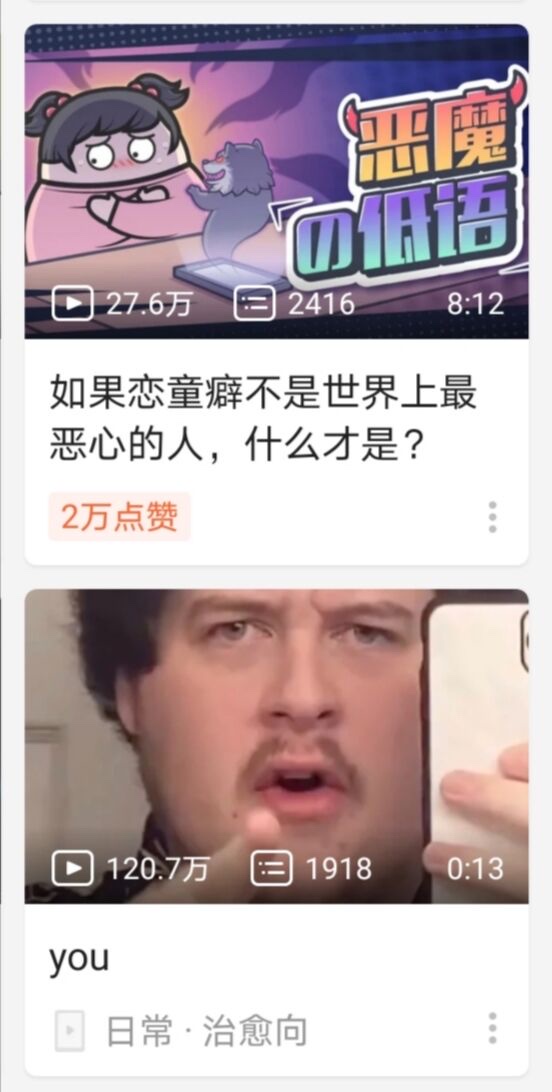 恶魔
の低语
27.6万 2416 8:12
如果恋童癖不是世界上最
恶心的人，什么才是？
2万点赞
120.7万 1918 0:13
you
日常 · 治愈向